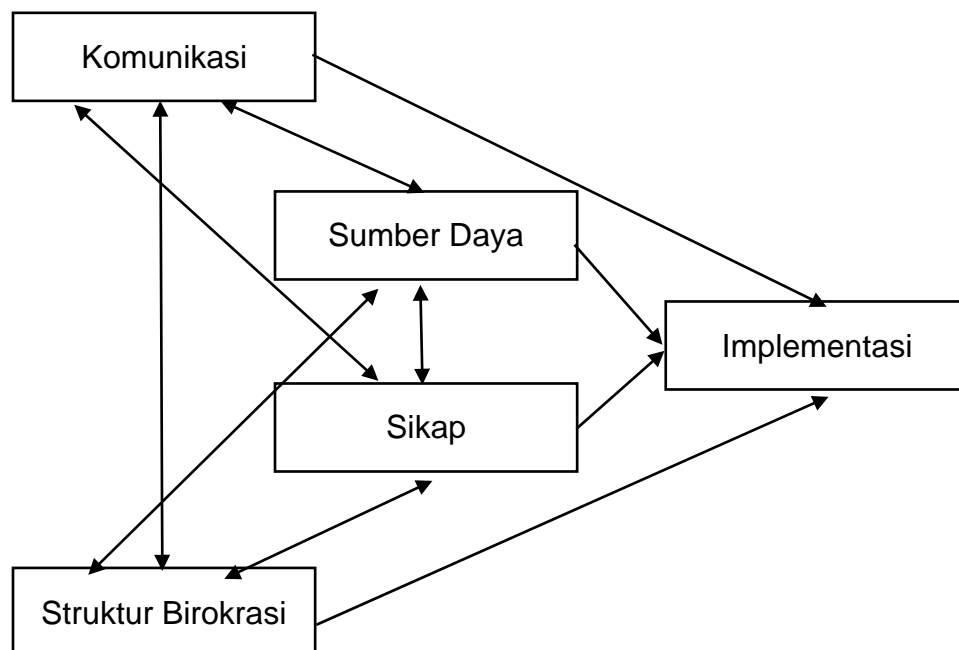 Komunikasi
Sumber Daya
Implementasi
Sikap
Struktur Birokrasi